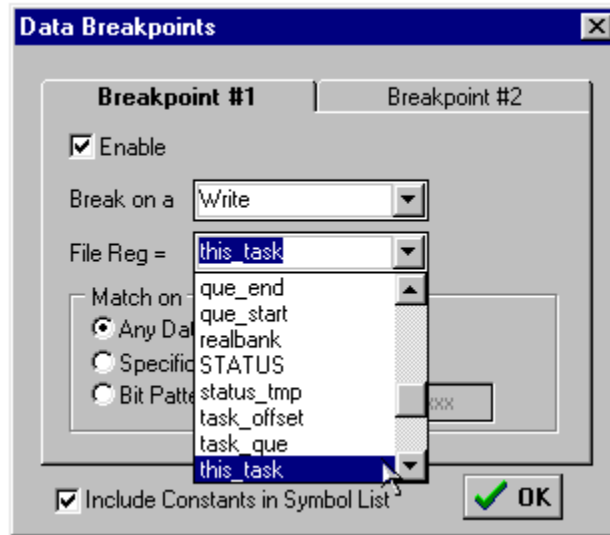 Data Breakpoints
Breakpoint #1 Breakpoint #2
Enable
Break on a Write
File Reg = this_task
que_end
Match on
que_start
Any Dat
realbank
STATUS
Specific
status_tmp
Bit Patte
xxx
task_offset
task_que
this_task
Include Constants in Symbol List
OK